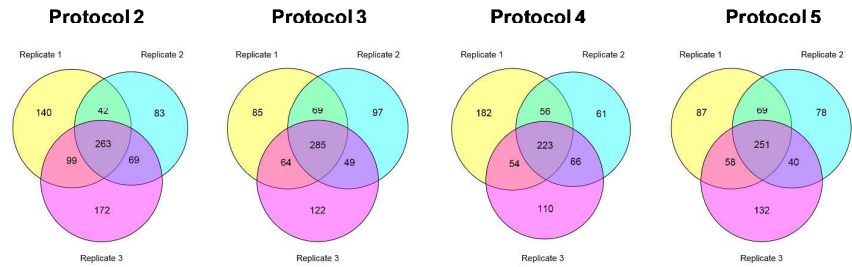 Protocol 2 Protocol 3 Protocol 4 Protocol 5
Replicate 1 Replicate 2 Replicate 1 Replicate 2 Replicate 1 Replicate 2 Replicate 1 Replicate 2
140 42 83 85 69 97 182 56 61 87 69 78
263 285 223 251
99 69 64 49 54 66 58 40
172 122 110 132
Replicate 3 Replicate 3 Replicate 3 Replicate 3